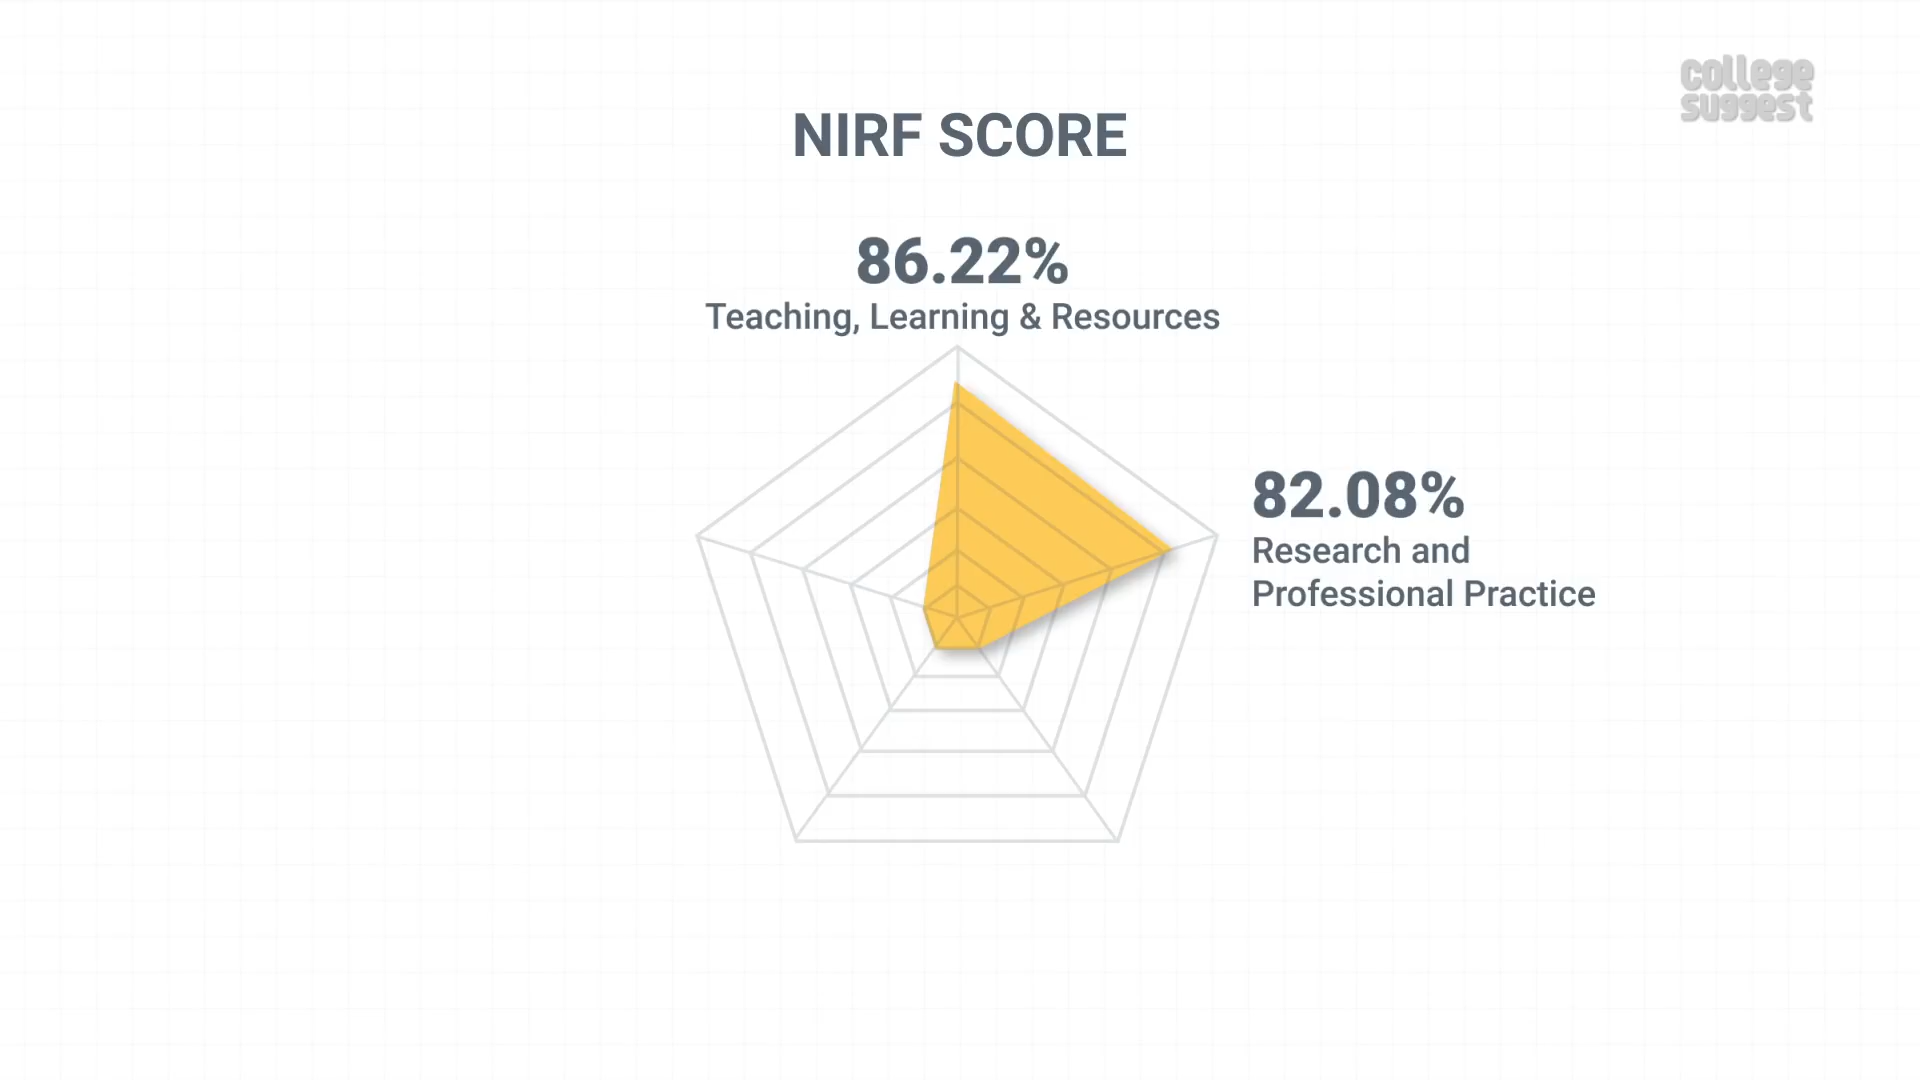 college
suggest
NIRF SCORE
86.22%
Teaching, Learning & Resources
82.08%
Research and
Professional Practice